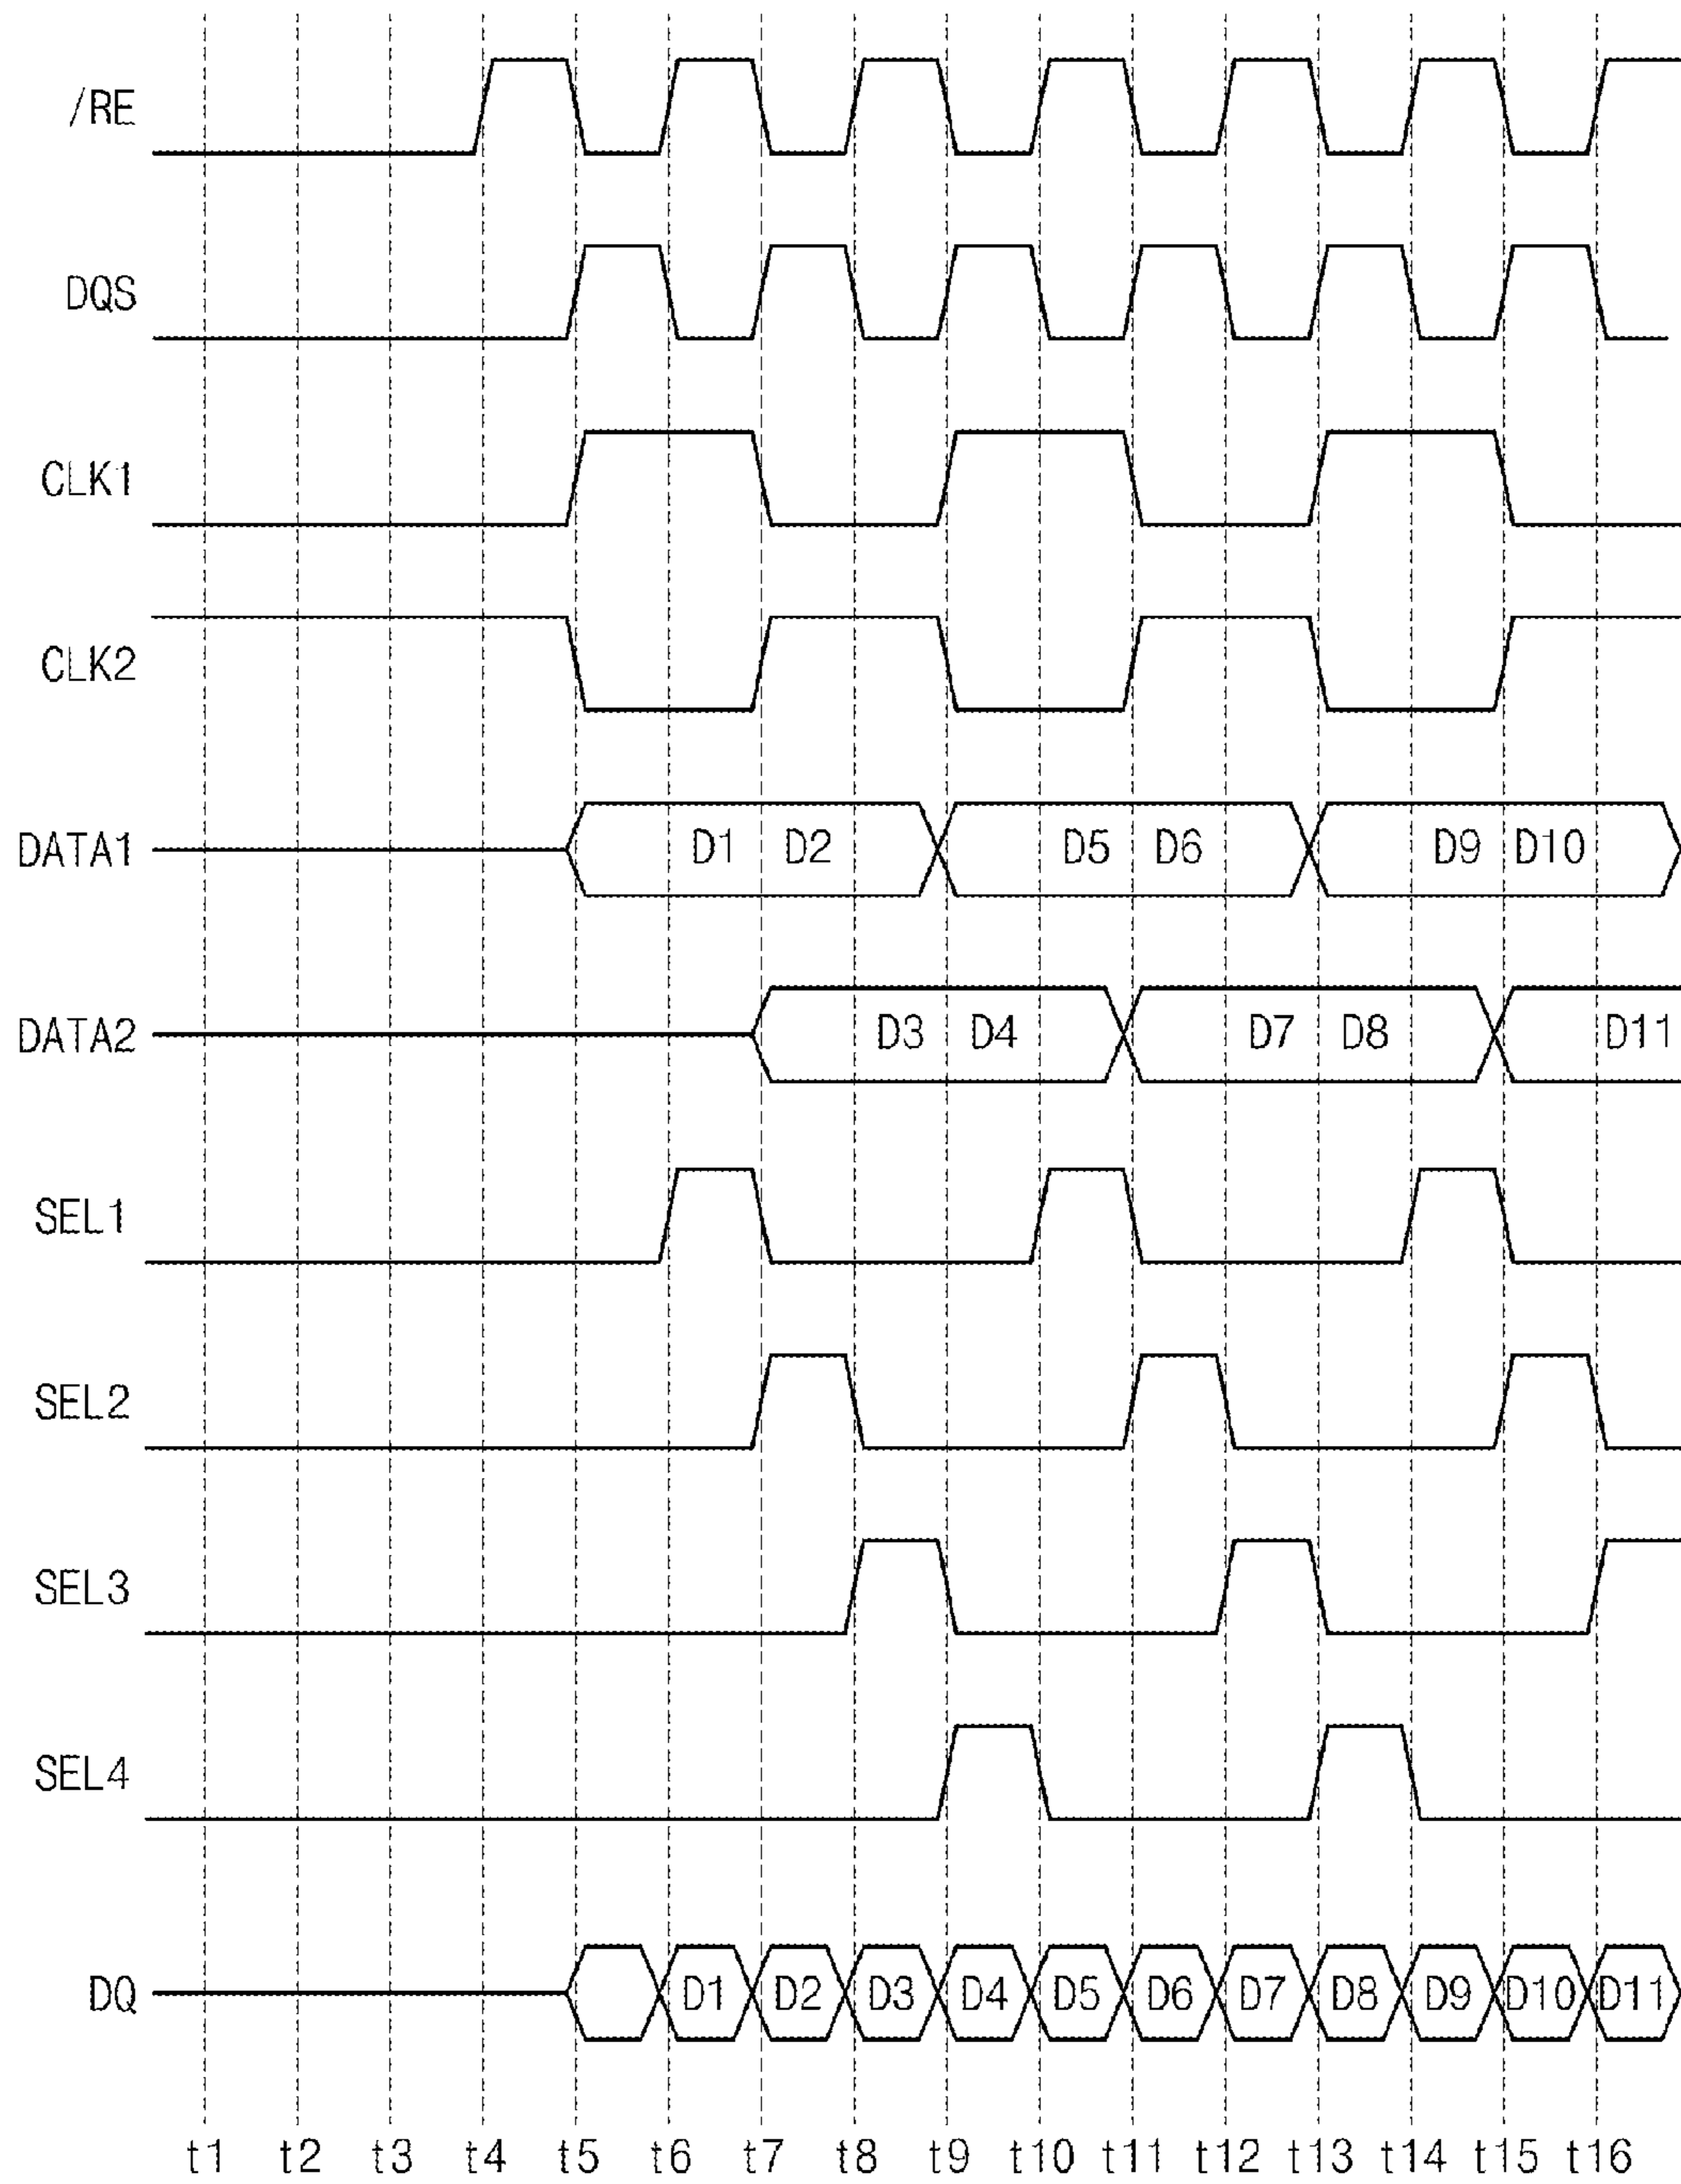 /RE
DQS
CLK1
CLK2
DATA1 D1 D2 D5 D6 D9 D10
DATA2 D3 D4 D7 D8 D11
SEL1
SEL2
SEL3
SEL4
DQ D1 D2 D3 D4 D5 D6 D7 D8 D9 D10 D11
t1 t2 t3 t4 t5 t6 t7 t8 t9 t10 t11 t12 t13 t14 t15 t16